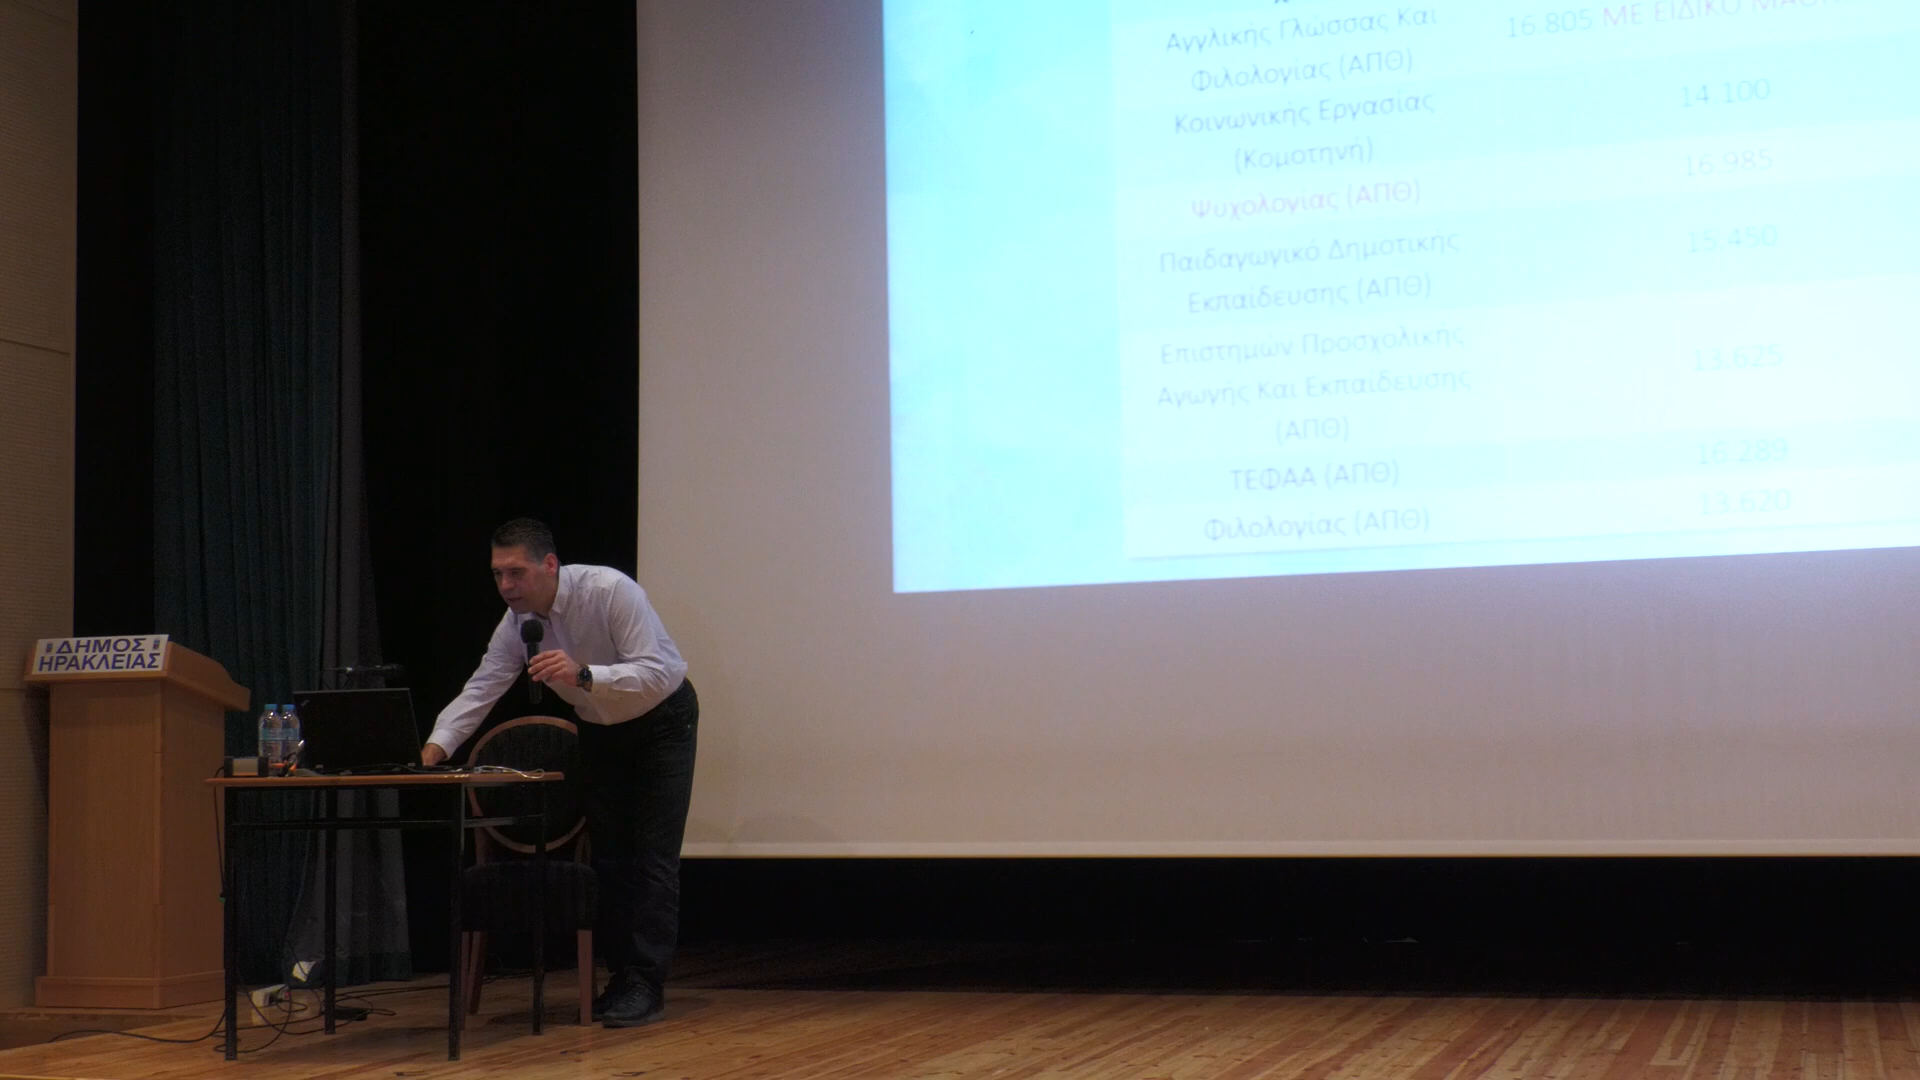 Αγγλικής Γλώσσας Και
Φιλολογίας (ΑΠΘ)
16.805 ΜΕ ΕΙΔΙΚΟ
Κοινωνικής Εργασίας
(Κομοτηνή)
14.100
Ψυχολογίας (ΑΠΘ)
16.985
Παιδαγωγικό Δημοτικής
Εκπαίδευσης (ΑΠΘ)
15.450
Επιστημών Προσχολικής
Αγωγής Και Εκπαίδευσης
(ΑΠΘ)
13.625
ΤΕΦΑΑ (ΑΠΘ)
16.289
Φιλολογίας (ΑΠΘ)
13.620
ΔΗΜΟΣ
ΗΡΑΚΛΕΙΑΣ